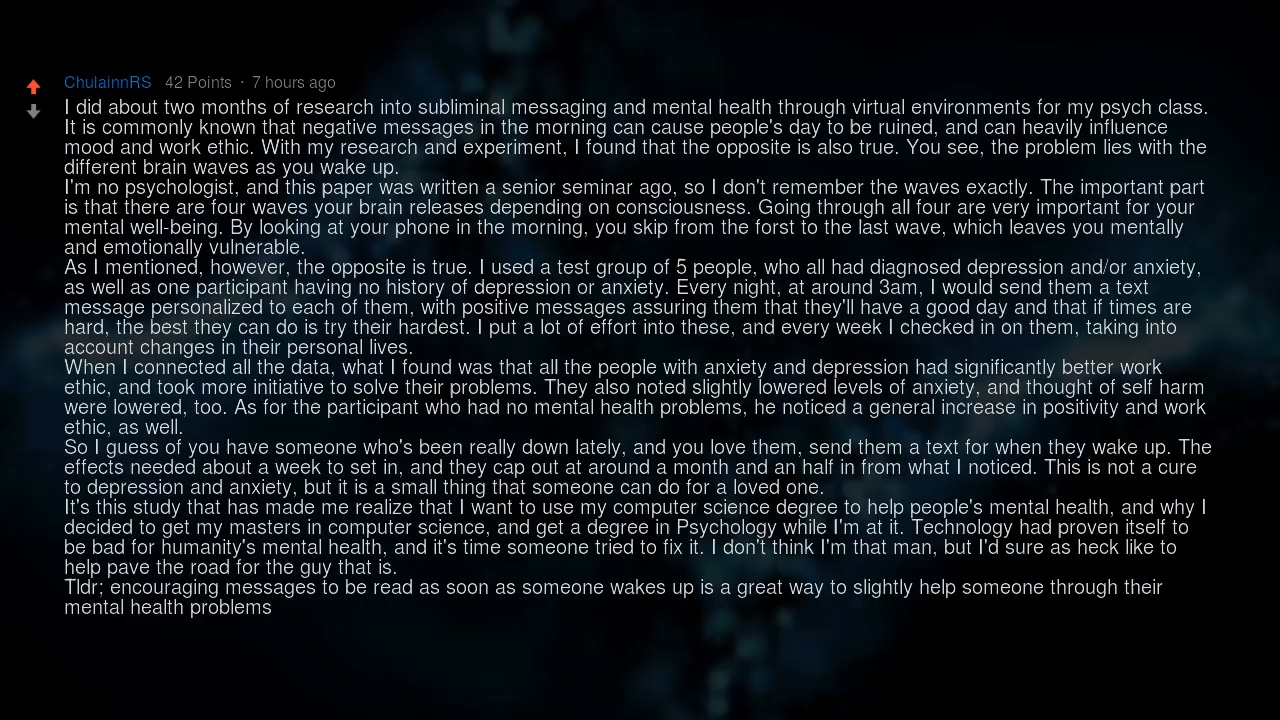 ChulainnRS 42 Points · 7 hours ago
I did about two months of research into subliminal messaging and mental health through virtual environments for my psych class.
It is commonly known that negative messages in the morning can cause people's day to be ruined, and can heavily influence
mood and work ethic. With my research and experiment, I found that the opposite is also true. You see, the problem lies with the
different brain waves as you wake up.
I'm no psychologist, and this paper was written a senior seminar ago, so I don't remember the waves exactly. The important part
is that there are four waves your brain releases depending on consciousness. Going through all four are very important for your
mental well-being. By looking at your phone in the morning, you skip from the forst to the last wave, which leaves you mentally
and emotionally vulnerable.
As I mentioned, however, the opposite is true. I used a test group of 5 people, who all had diagnosed depression and/or anxiety,
as well as one participant having no history of depression or anxiety. Every night, at around 3am, I would send them a text
message personalized to each of them, with positive messages assuring them that they'll have a good day and that if times are
hard, the best they can do is try their hardest. I put a lot of effort into these, and every week I checked in on them, taking into
account changes in their personal lives.
When I connected all the data, what I found was that all the people with anxiety and depression had significantly better work
ethic, and took more initiative to solve their problems. They also noted slightly lowered levels of anxiety, and thought of self harm
were lowered, too. As for the participant who had no mental health problems, he noticed a general increase in positivity and work
ethic, as well.
So I guess of you have someone who's been really down lately, and you love them, send them a text for when they wake up. The
effects needed about a week to set in, and they cap out at around a month and an half in from what I noticed. This is not a cure
to depression and anxiety, but it is a small thing that someone can do for a loved one.
It's this study that has made me realize that I want to use my computer science degree to help people's mental health, and why I
decided to get my masters in computer science, and get a degree in Psychology while I'm at it. Technology had proven itself to
be bad for humanity's mental health, and it's time someone tried to fix it. I don't think I'm that man, but I'd sure as heck like to
help pave the road for the guy that is.
Tldr; encouraging messages to be read as soon as someone wakes up is a great way to slightly help someone through their
mental health problems